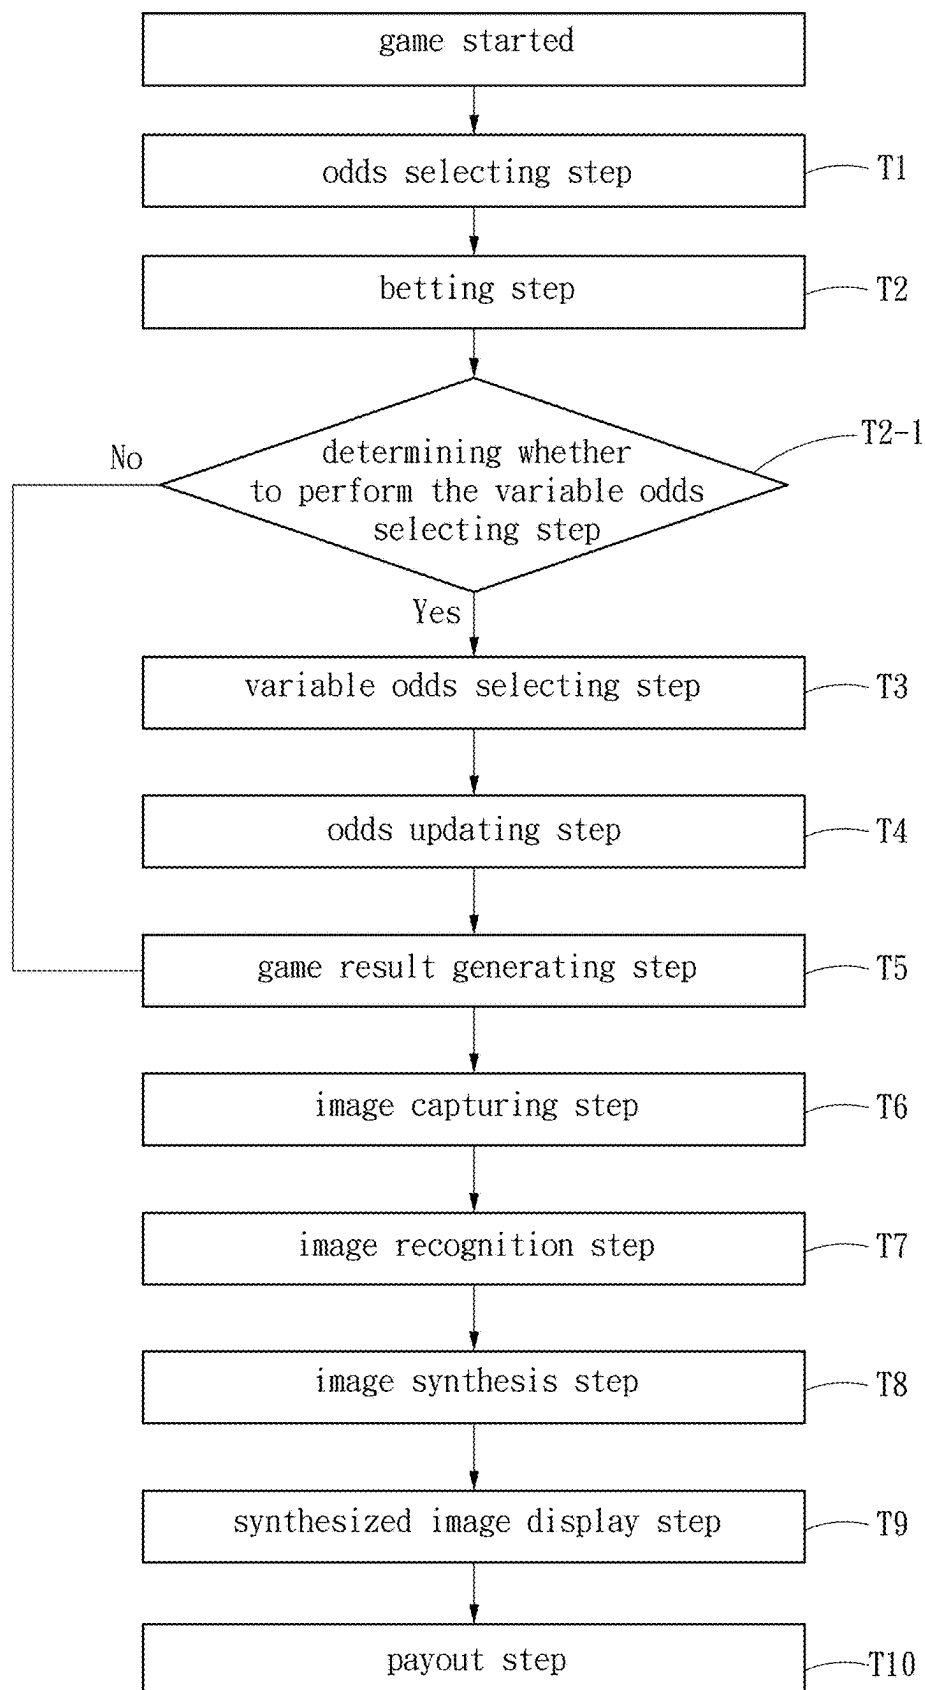 game started
odds selecting step
T1
betting step
T2
determining whether
to perform the variable odds
selecting step
T2-1
No
Yes
variable odds selecting step
T3
odds updating step
T4
game result generating step
T5
image capturing step
T6
image recognition step
T7
image synthesis step
T8
synthesized image display step
T9
payout step
T10